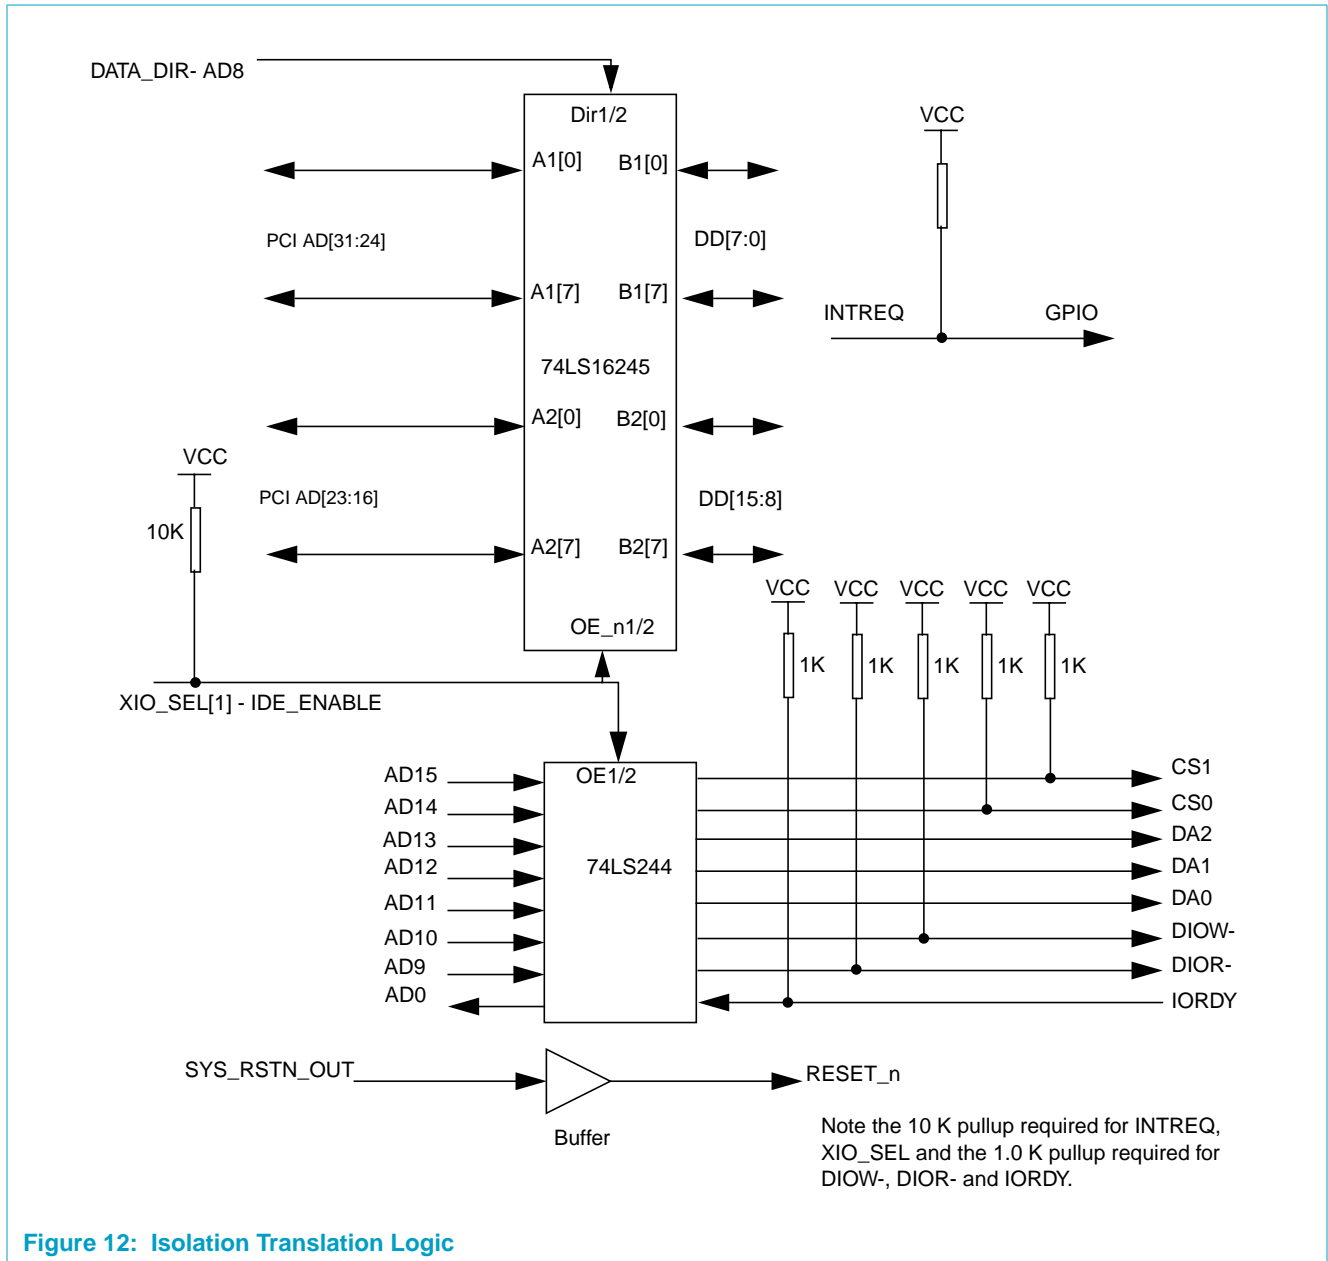 DATA_DIR- AD8
Dir1/2
VCC
A1[0]
B1[0]
PCI AD[31:24]
DD[7:0]
A1[7]
B1[7]
INTREQ
GPIO
74LS16245
A2[0]
B2[0]
VCC
PCI AD[23:16]
DD[15:8]
10K
A2[7]
B2[7]
VCC VCC VCC VCC VCC
OE_n1/2
1K 1K 1K 1K 1K
XIO_SEL[1] - IDE_ENABLE
AD15
OE1/2
CS1
AD14
CS0
AD13
DA2
AD12
74LS244
DA1
AD11
DA0
AD10
DIOW-
AD9
DIOR-
AD0
IORDY
SYS_RSTN_OUT
RESET_n
Buffer
Note the 10 K pullup required for INTREQ,
XIO_SEL and the 1.0 K pullup required for
DIOW-, DIOR- and IORDY.
Figure 12: Isolation Translation Logic